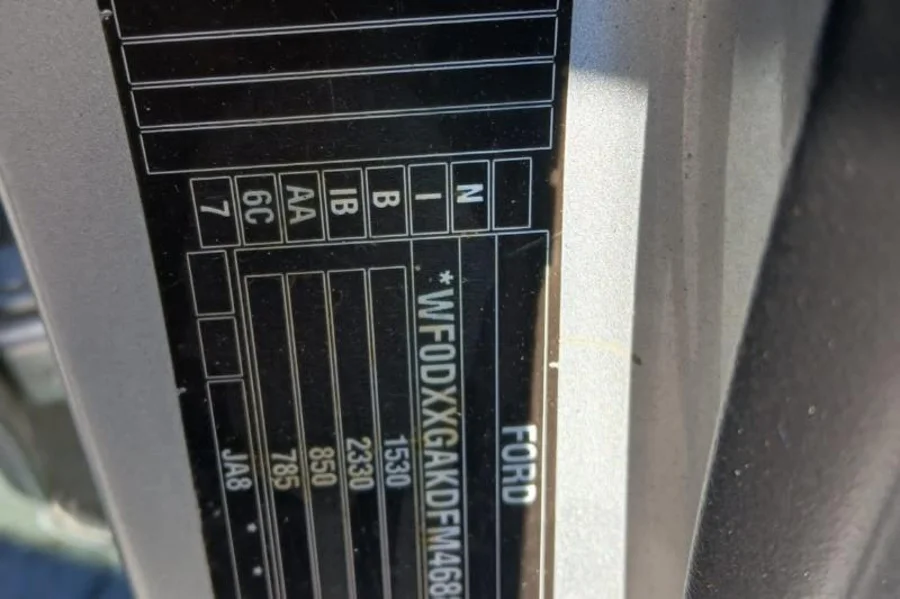 FORD
N
I *WF0DXXGAKDFM468
B 1530
IB 2330
AA 850
6C 785
7 JA8
* *